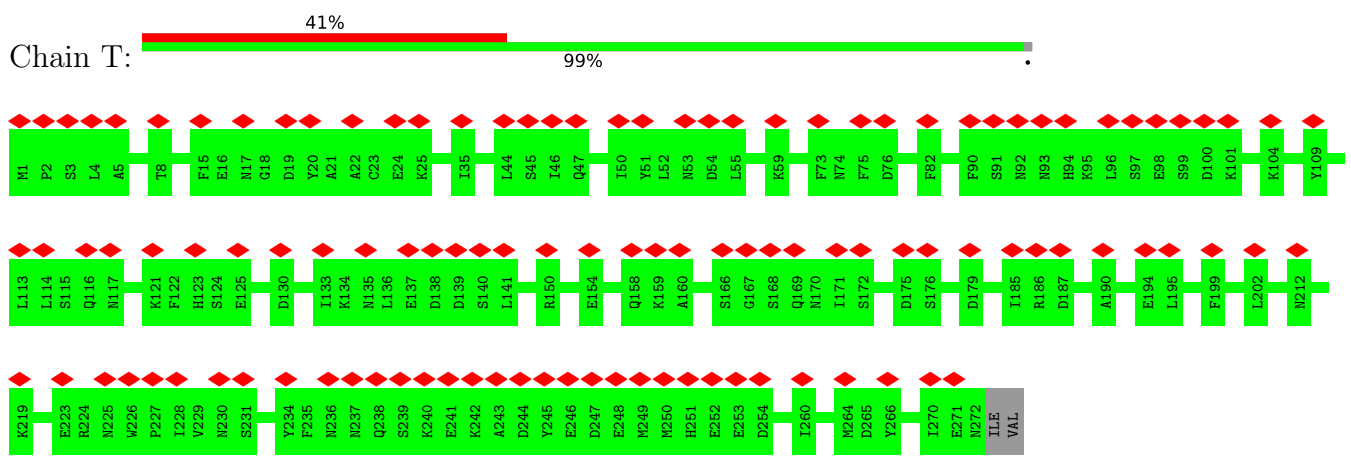 41%
Chain T:
99%
.
M1 P2 S3 L4 A5 T8 F15 E16 N17 G18 D19 Y20 A21 A22 C23 E24 K25 I35 L44 S45 I46 Q47 I50 Y51 L52 N53 D54 L55 K59 F73 N74 F75 D76 F82 F90 S91 N92 N93 H94 K95 L96 S97 E98 S99 D100 K101 K104 Y109
L113 L114 S115 Q116 N117 K121 F122 H123 S124 E125 D130 I133 K134 N135 L136 E137 D138 D139 S140 L141 R150 E154 Q158 K159 A160 S166 G167 S168 Q169 N170 I171 S172 D175 S176 D179 I185 R186 D187 A190 E194 L195 F199 L202 N212
K219 E223 R224 N225 W226 P227 I228 V229 N230 S231 Y234 F235 N236 N237 Q238 S239 K240 E241 K242 A243 D244 Y245 E246 D247 E248 M249 M250 H251 E252 E253 D254 I260 M264 D265 Y266 I270 E271 N272 ILE VAL